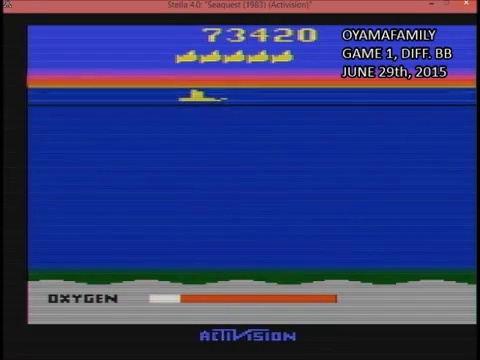 Stella 4.0: "Seaquest (1983) (Activision)"
73420
OYAMAFAMILY
GAME 1, DIFF. BB
JUNE 29th, 2015
OXYGEN
ACTIVISION